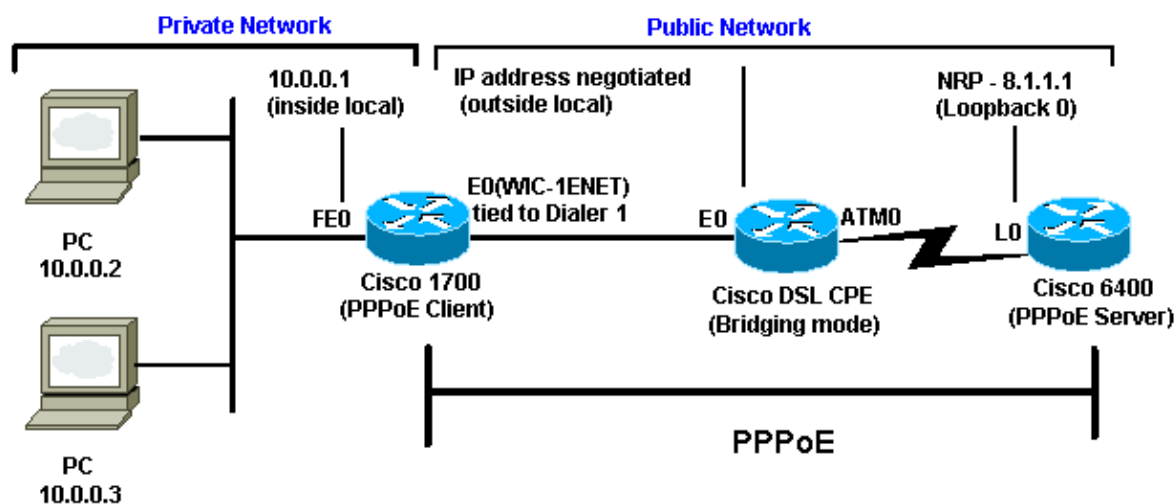 Private Network
Public Network
10.0.0.1
(inside local)
IP address negotiated
(outside local)
NRP - 8.1.1.1
(Loopback 0)
E0(WIC-1ENET)
tied to Dialer 1
FE0
E0
ATM0
L0
PC
10.0.0.2
Cisco 1700
(PPPoE Client)
Cisco DSL CPE
(Bridging mode)
Cisco 6400
(PPPoE Server)
PPPoE
PC
10.0.0.3